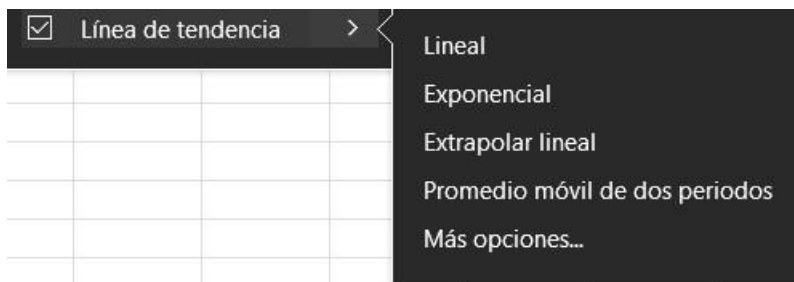 Línea de tendencia
Lineal
Exponencial
Extrapolar lineal
Promedio móvil de dos periodos
Más opciones...